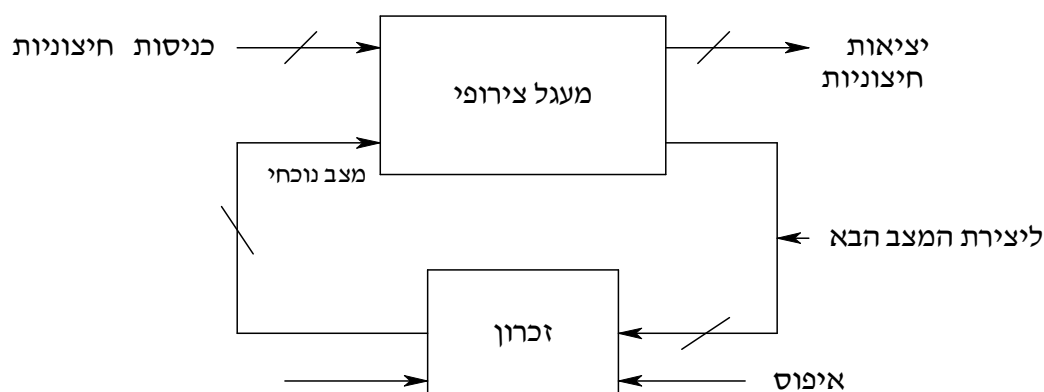 כניסות חיצוניות
יציאות
חיצוניות
מעגל צירופי
מצב נוכחי
ליצירת המצב הבא
זכרון
איפוס